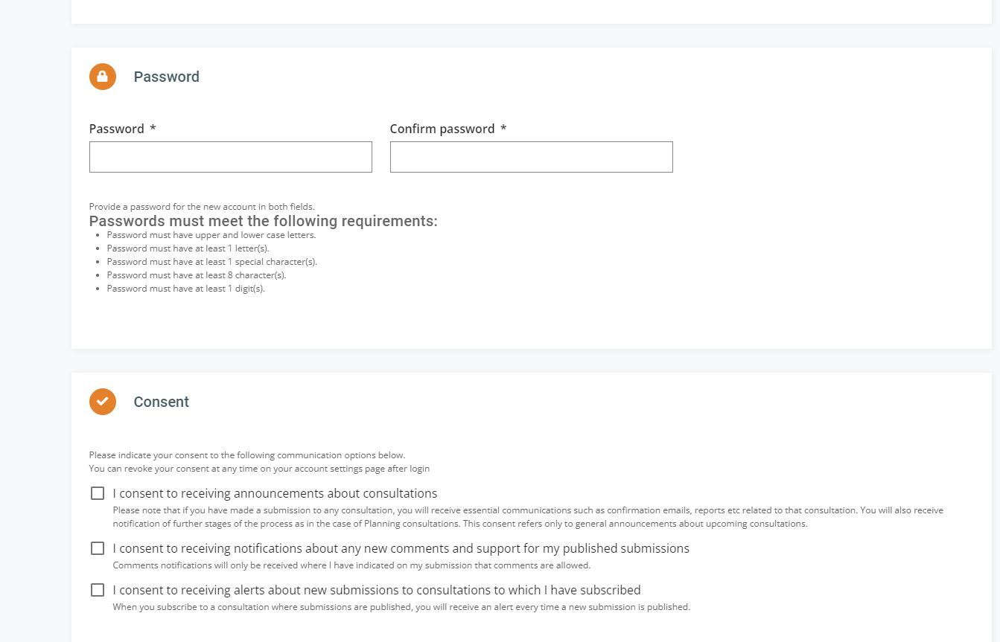 Password
Password *
Confirm password *
Provide a password for the new account in both fields.
Passwords must meet the following requirements:
Password must have upper and lower case letters.
Password must have at least 1 letter(s).
Password must have at least 1 special character(s).
Password must have at least 8 character(s).
Password must have at least 1 digit(s).
Consent
Please indicate your consent to the following communication options below.
You can revoke your consent at any time on your account settings page after login
I consent to receiving announcements about consultations
Please note that if you have made a submission to any consultation, you will receive essential communications such as confirmation emails, reports etc related to that consultation. You will also receive
notification of further stages of the process as in the case of Planning consultations. This consent refers only to general announcements about upcoming consultations.
I consent to receiving notifications about any new comments and support for my published submissions
Comments notifications will only be received where I have indicated on my submission that comments are allowed.
I consent to receiving alerts about new submissions to consultations to which I have subscribed
When you subscribe to a consultation where submissions are published, you will receive an alert every time a new submission is published.